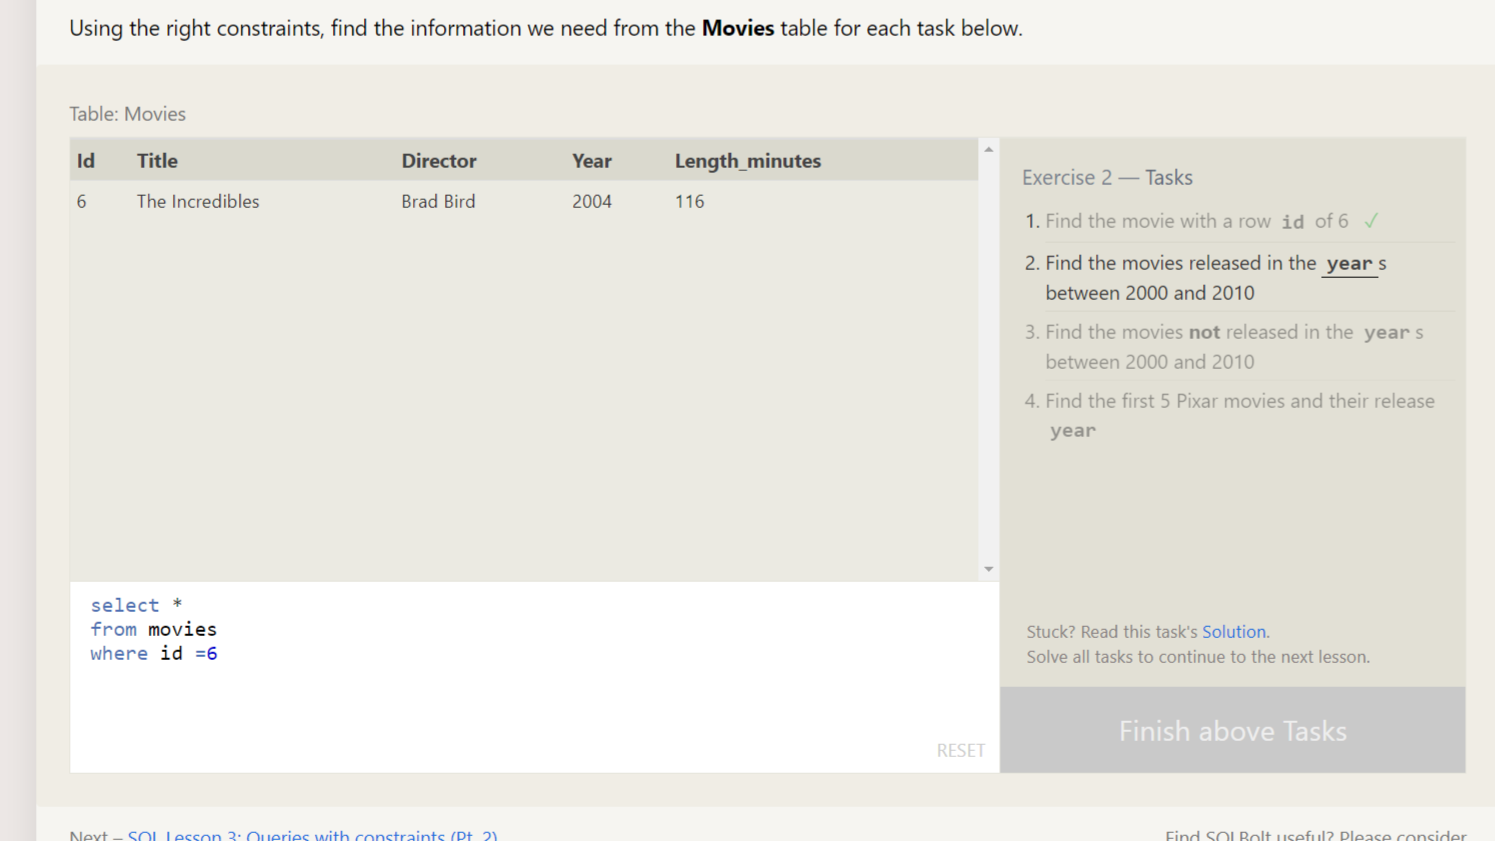 Using the right constraints, find the information we need from the Movies table for each task below.
Table: Movies
Id Title Director Year Length_minutes
6 The Incredibles Brad Bird 2004 116
select *
from movies
where id =6
RESET
Exercise 2 — Tasks
1. Find the movie with a row id of 6 ✓
2. Find the movies released in the year s
between 2000 and 2010
3. Find the movies not released in the year s
between 2000 and 2010
4. Find the first 5 Pixar movies and their release
year
Stuck? Read this task's Solution.
Solve all tasks to continue to the next lesson.
Finish above Tasks
Next – SQL Lesson 3: Queries with constraints (Pt. 2)
Find SQLBolt useful? Please consider